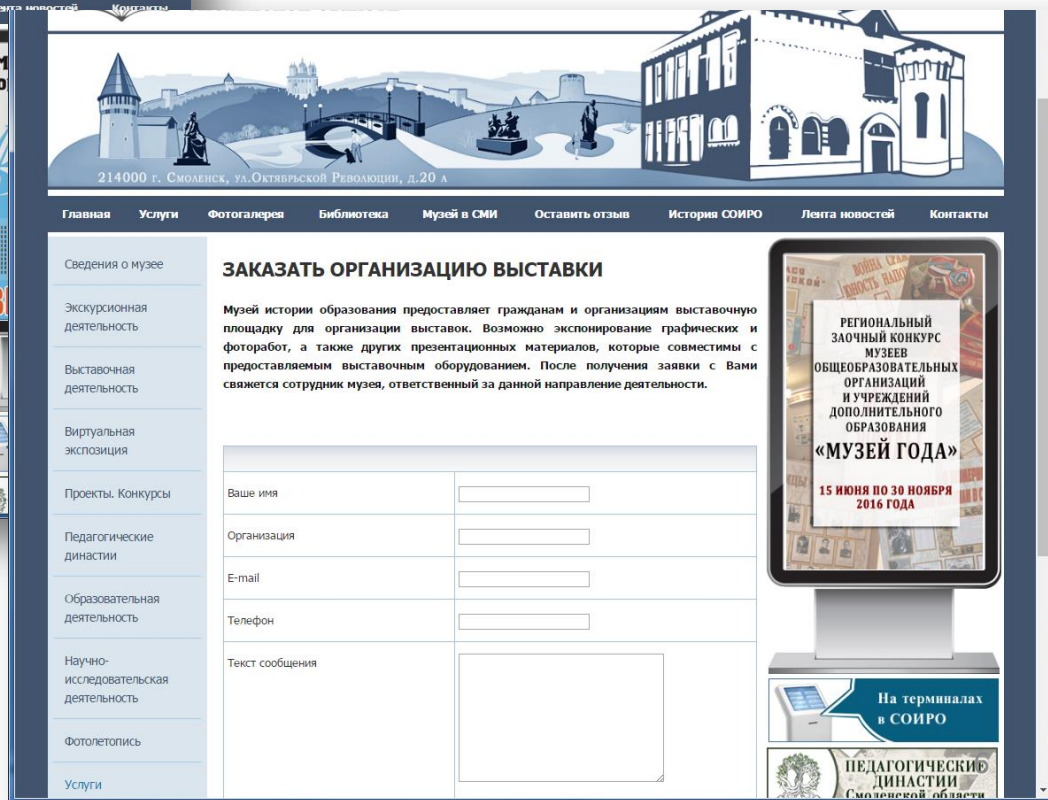 лента новостей Контакты
214000 г. Смоленск, ул.Октябрьской Революции, д.20 а
Главная Услуги Фотогалерея Библиотека Музей в СМИ Оставить отзыв История СОИРО Лента новостей Контакты
Сведения о музее
Экскурсионная
деятельность
Выставочная
деятельность
Виртуальная
экспозиция
Проекты. Конкурсы
Педагогические
династии
Образовательная
деятельность
Научно-
исследовательская
деятельность
Фотолетопись
Услуги
ЗАКАЗАТЬ ОРГАНИЗАЦИЮ ВЫСТАВКИ
Музей истории образования предоставляет гражданам и организациям выставочную
площадку для организации выставок. Возможно экспонирование графических и
фоторабот, а также других презентационных материалов, которые совместимы с
предоставляемым выставочным оборудованием. После получения заявки с Вами
свяжется сотрудник музея, ответственный за данной направление деятельности.
Ваше имя
Организация
E-mail
Телефон
Текст сообщения
РЕГИОНАЛЬНЫЙ
ЗАОЧНЫЙ КОНКУРС
МУЗЕЕВ
ОБЩЕОБРАЗОВАТЕЛЬНЫХ
ОРГАНИЗАЦИЙ
И УЧРЕЖДЕНИЙ
ДОПОЛНИТЕЛЬНОГО
ОБРАЗОВАНИЯ
«МУЗЕЙ ГОДА»
15 ИЮНЯ ПО 30 НОЯБРЯ
2016 ГОДА
На терминалах
в СОИРО
ПЕДАГОГИЧЕСКИЕ
ДИНАСТИИ
Смоленской области